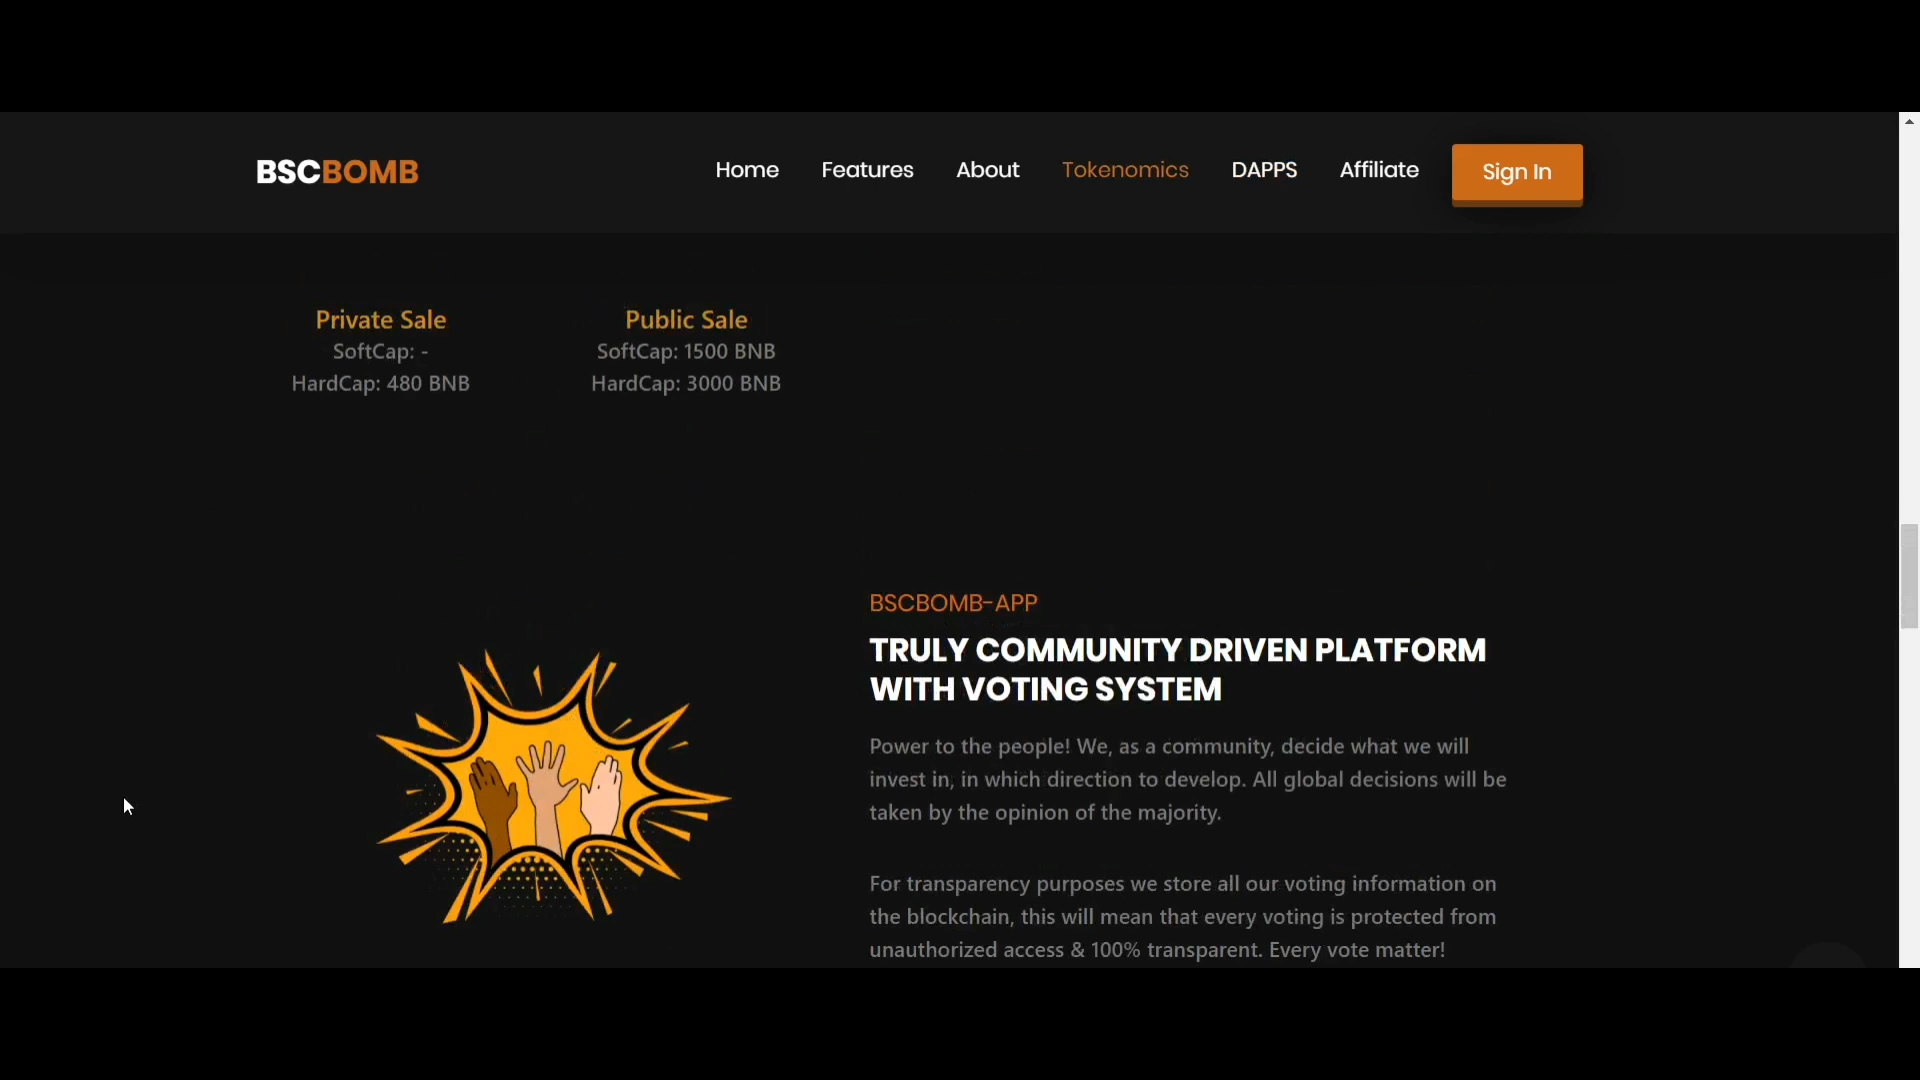 BSCBOMB
Home Features About Tokenomics DAPPS Affiliate Sign In
Private Sale
SoftCap: -
HardCap: 480 BNB
Public Sale
SoftCap: 1500 BNB
HardCap: 3000 BNB
BSCBOMB-APP
TRULY COMMUNITY DRIVEN PLATFORM
WITH VOTING SYSTEM
Power to the people! We, as a community, decide what we will
invest in, in which direction to develop. All global decisions will be
taken by the opinion of the majority.
For transparency purposes we store all our voting information on
the blockchain, this will mean that every voting is protected from
unauthorized access & 100% transparent. Every vote matter!